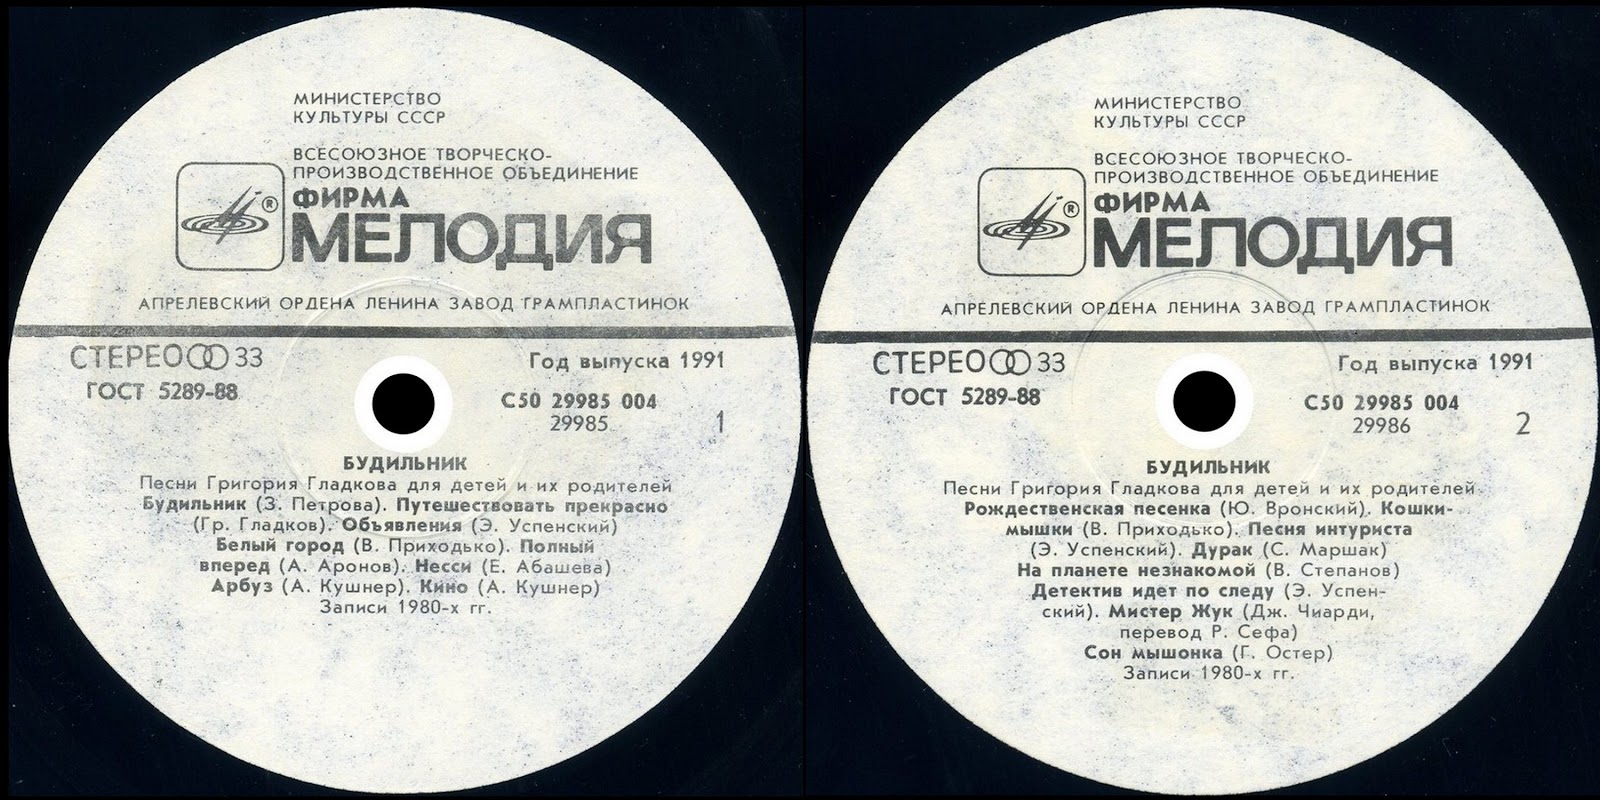 МИНИСТЕРСТВО
КУЛЬТУРЫ СССР
ВСЕСОЮЗНОЕ ТВОРЧЕСКО-
ПРОИЗВОДСТВЕННОЕ ОБЪЕДИНЕНИЕ
ФИРМА
®
МЕЛОДИЯ
АПРЕЛЕВСКИЙ ОРДЕНА ЛЕНИНА ЗАВОД ГРАМПЛАСТИНОК
СТЕРЕО 33
Год выпуска 1991
ГОСТ 5289-88
С50 29985 004
29985
1
БУДИЛЬНИК
Песни Григория Гладкова для детей и их родителей
Будильник (З. Петрова). Путешествовать прекрасно
(Гр. Гладков). Объявления (Э. Успенский)
Белый город (В. Приходько). Полный
вперед (А. Аронов). Несси (Е. Абашева)
Арбуз (А. Кушнер). Кино (А. Кушнер)
Записи 1980-х гг.
МИНИСТЕРСТВО
КУЛЬТУРЫ СССР
ВСЕСОЮЗНОЕ ТВОРЧЕСКО-
ПРОИЗВОДСТВЕННОЕ ОБЪЕДИНЕНИЕ
ФИРМА
®
МЕЛОДИЯ
АПРЕЛЕВСКИЙ ОРДЕНА ЛЕНИНА ЗАВОД ГРАМПЛАСТИНОК
СТЕРЕО 33
Год выпуска 1991
ГОСТ 5289-88
С50 29985 004
29986
2
БУДИЛЬНИК
Песни Григория Гладкова для детей и их родителей
Рождественская песенка (Ю. Вронский). Кошки-
мышки (В. Приходько). Песня интуриста
(Э. Успенский). Дурак (С. Маршак)
На планете незнакомой (В. Степанов)
Детектив идет по следу (Э. Успен-
ский). Мистер Жук (Дж. Чиарди,
перевод Р. Сефа)
Сон мышонка (Г. Остер)
Записи 1980-х гг.